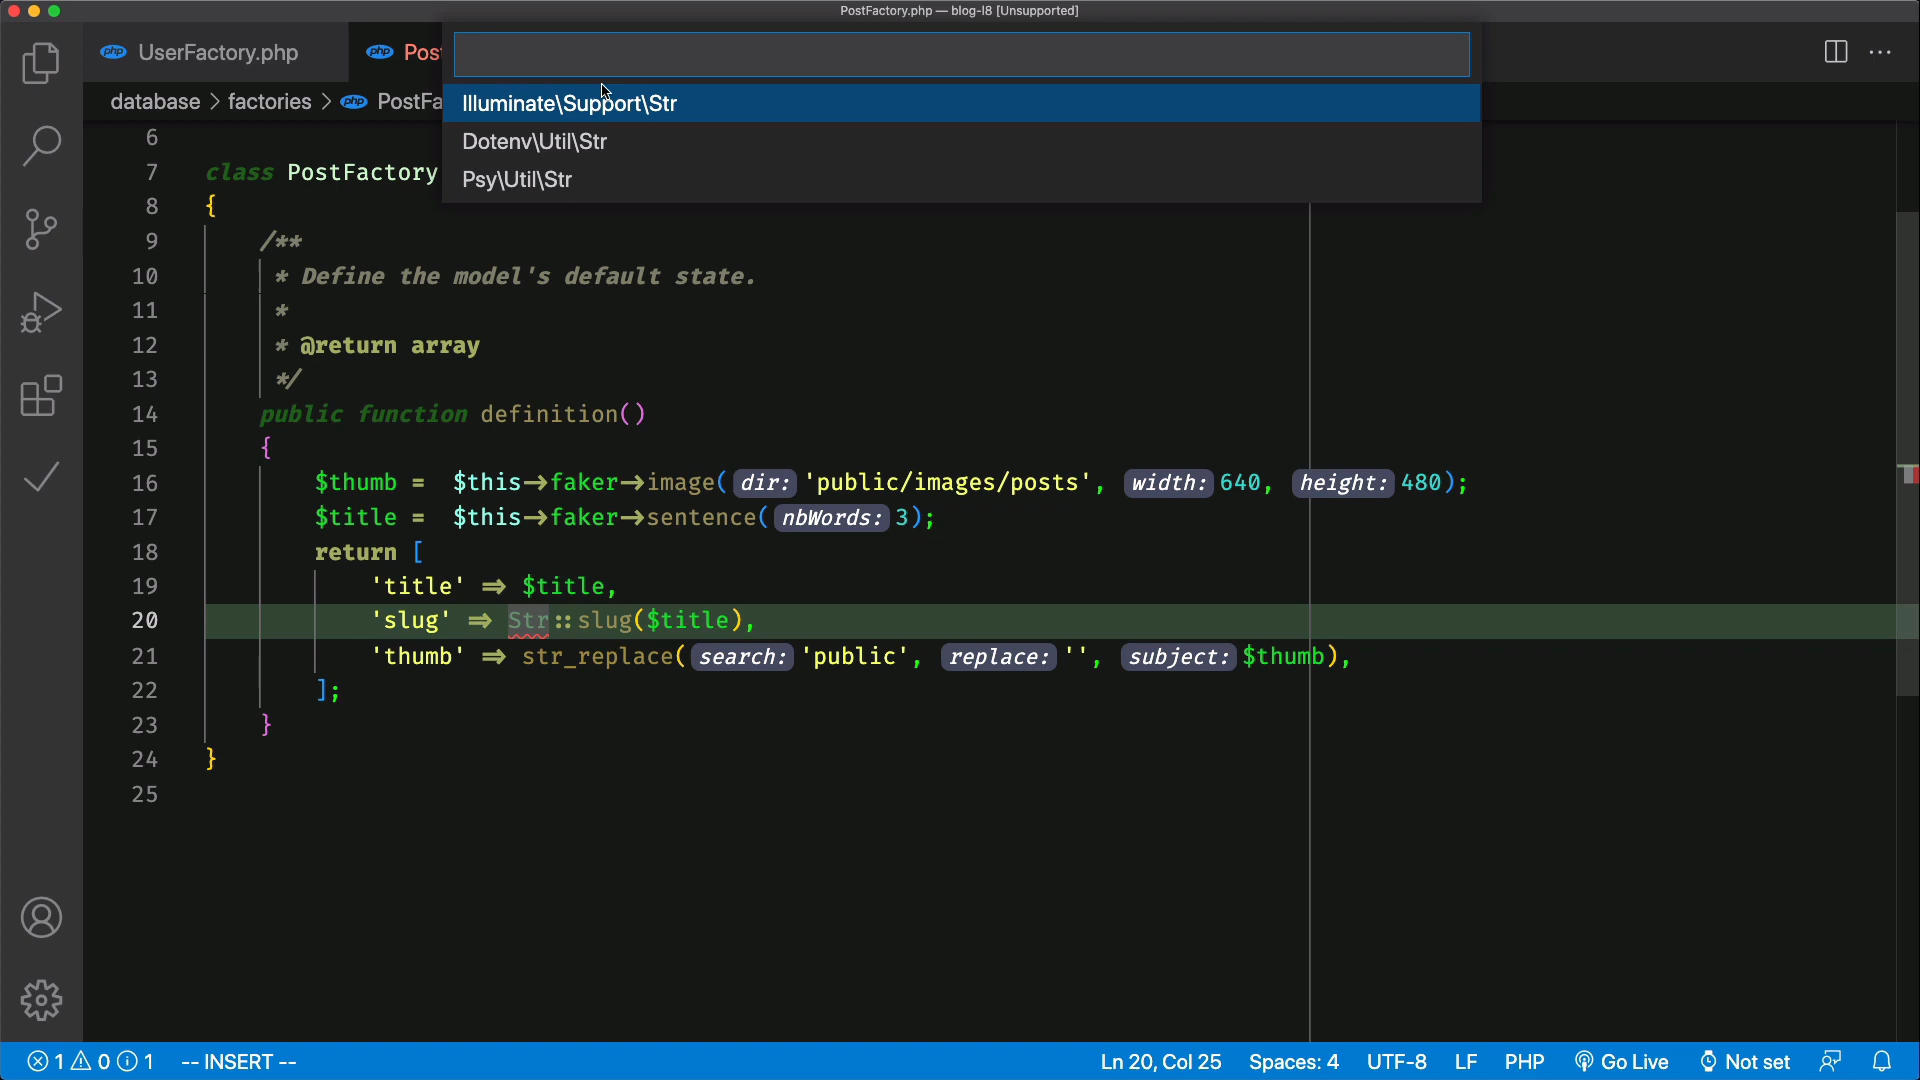 PostFactory.php — blog-l8 [Unsupported]
php UserFactory.php php Pos
database > factories > php PostFa
Illuminate\Support\Str
Dotenv\Util\Str
Psy\Util\Str
6
7 class PostFactory
8 {
9 /**
10 * Define the model's default state.
11 *
12 * @return array
13 */
14 public function definition()
15 {
16 $thumb = $this->faker->image( dir: 'public/images/posts', width: 640, height: 480);
17 $title = $this->faker->sentence( nbWords: 3);
18 return [
19 'title' => $title,
20 'slug' => Str::slug($title),
21 'thumb' => str_replace( search: 'public', replace: '', subject: $thumb),
22 ];
23 }
24 }
25
1 0 1 -- INSERT -- Ln 20, Col 25 Spaces: 4 UTF-8 LF PHP Go Live Not set